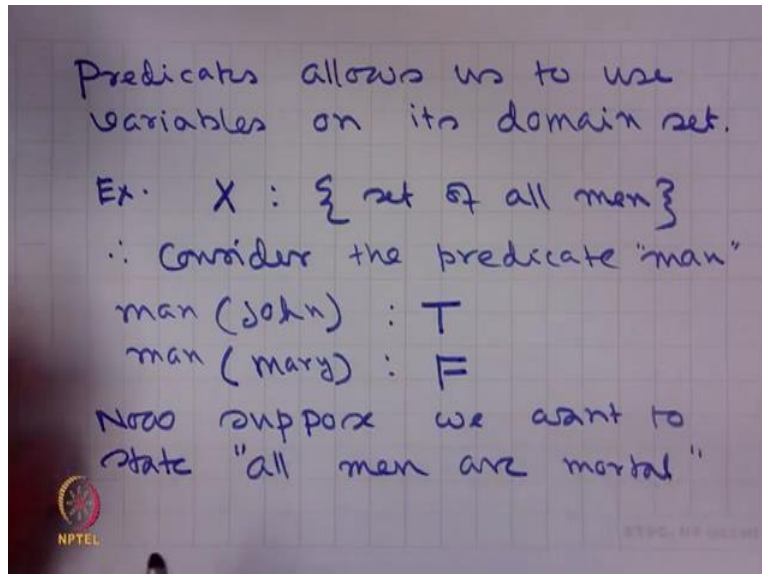 Predicates allows us to use
variables on its domain set.
Ex. X : { set of all men }
∴ Consider the predicate "man"
man (John) : T
man (mary) : F
Now suppose we want to
state "all men are mortal"
NPTEL